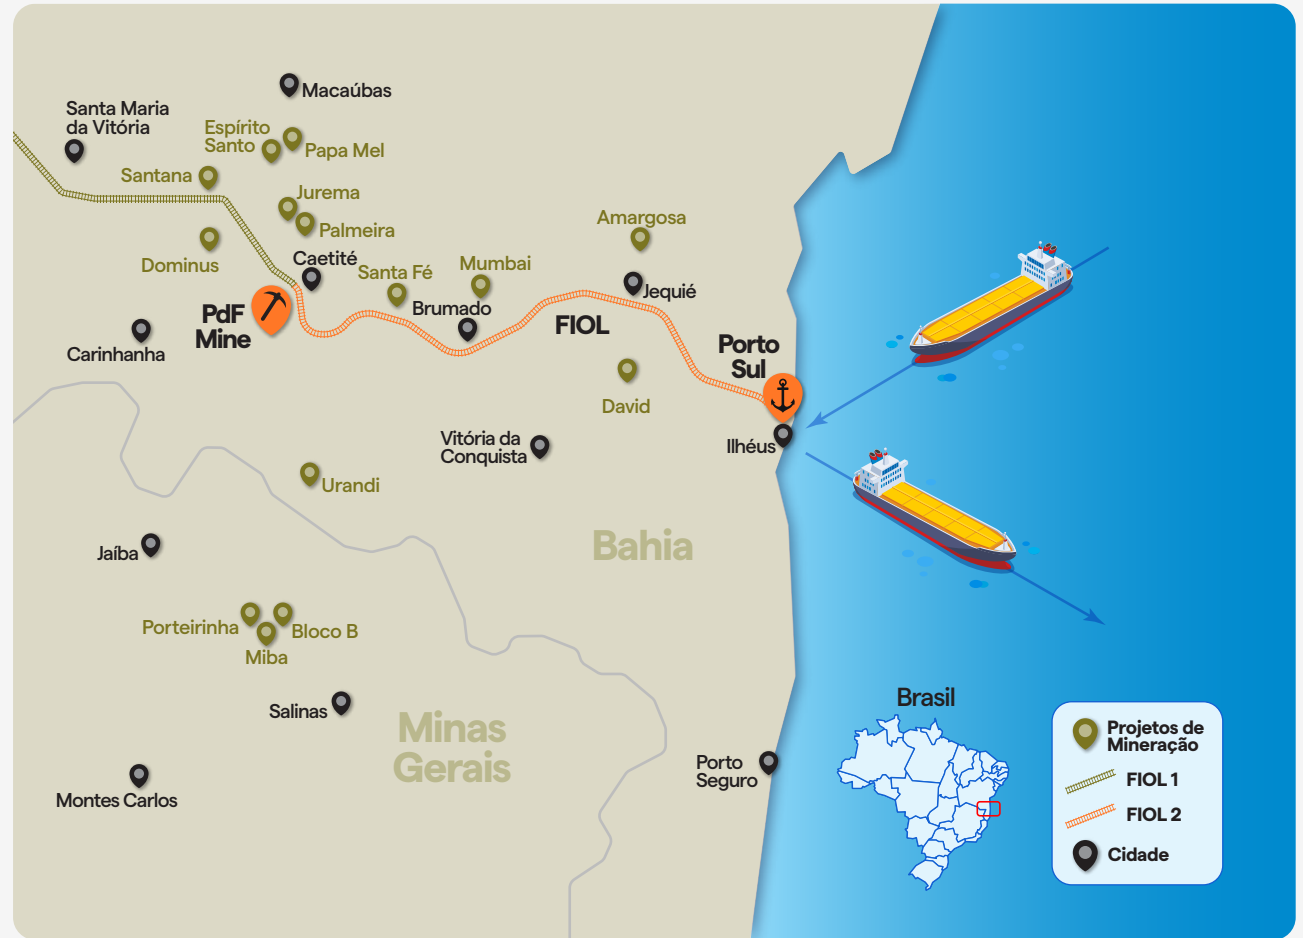 Macaúbas
Santa Maria
da Vitória
Espírito
Santo
Papa Mel
Santana
Jurema
Palmeira
Amargosa
Dominus
Caetité
Santa Fé
Mumbai
Jequié
PdF
Mine
Brumado
FIOL
Porto
Sul
Carinhanha
David
Vitória da
Conquista
Ilhéus
Urandi
Bahia
Jaíba
Porteirinha
Bloco B
Miba
Salinas
Minas
Gerais
Porto
Seguro
Montes Carlos
Brasil
Projetos de
Mineração
FIOL 1
FIOL 2
Cidade